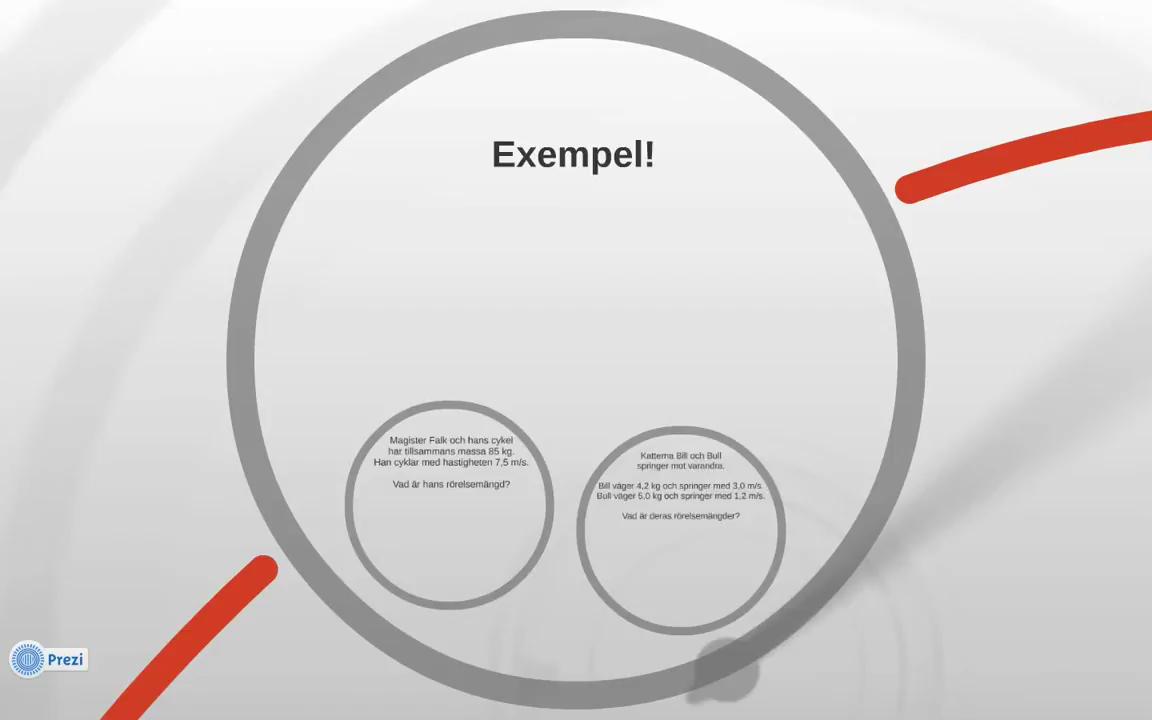 Exempel!
Magister Falk och hans cykel
har tillsammans massa 85 kg.
Han cyklar med hastigheten 7,5 m/s.
Vad är hans rörelsemängd?
Katterna Bill och Bull
springer mot varandra.
Bill väger 4,2 kg och springer med 3,0 m/s.
Bull väger 5,0 kg och springer med 1,2 m/s.
Vad är deras rörelsemängder?
Prezi